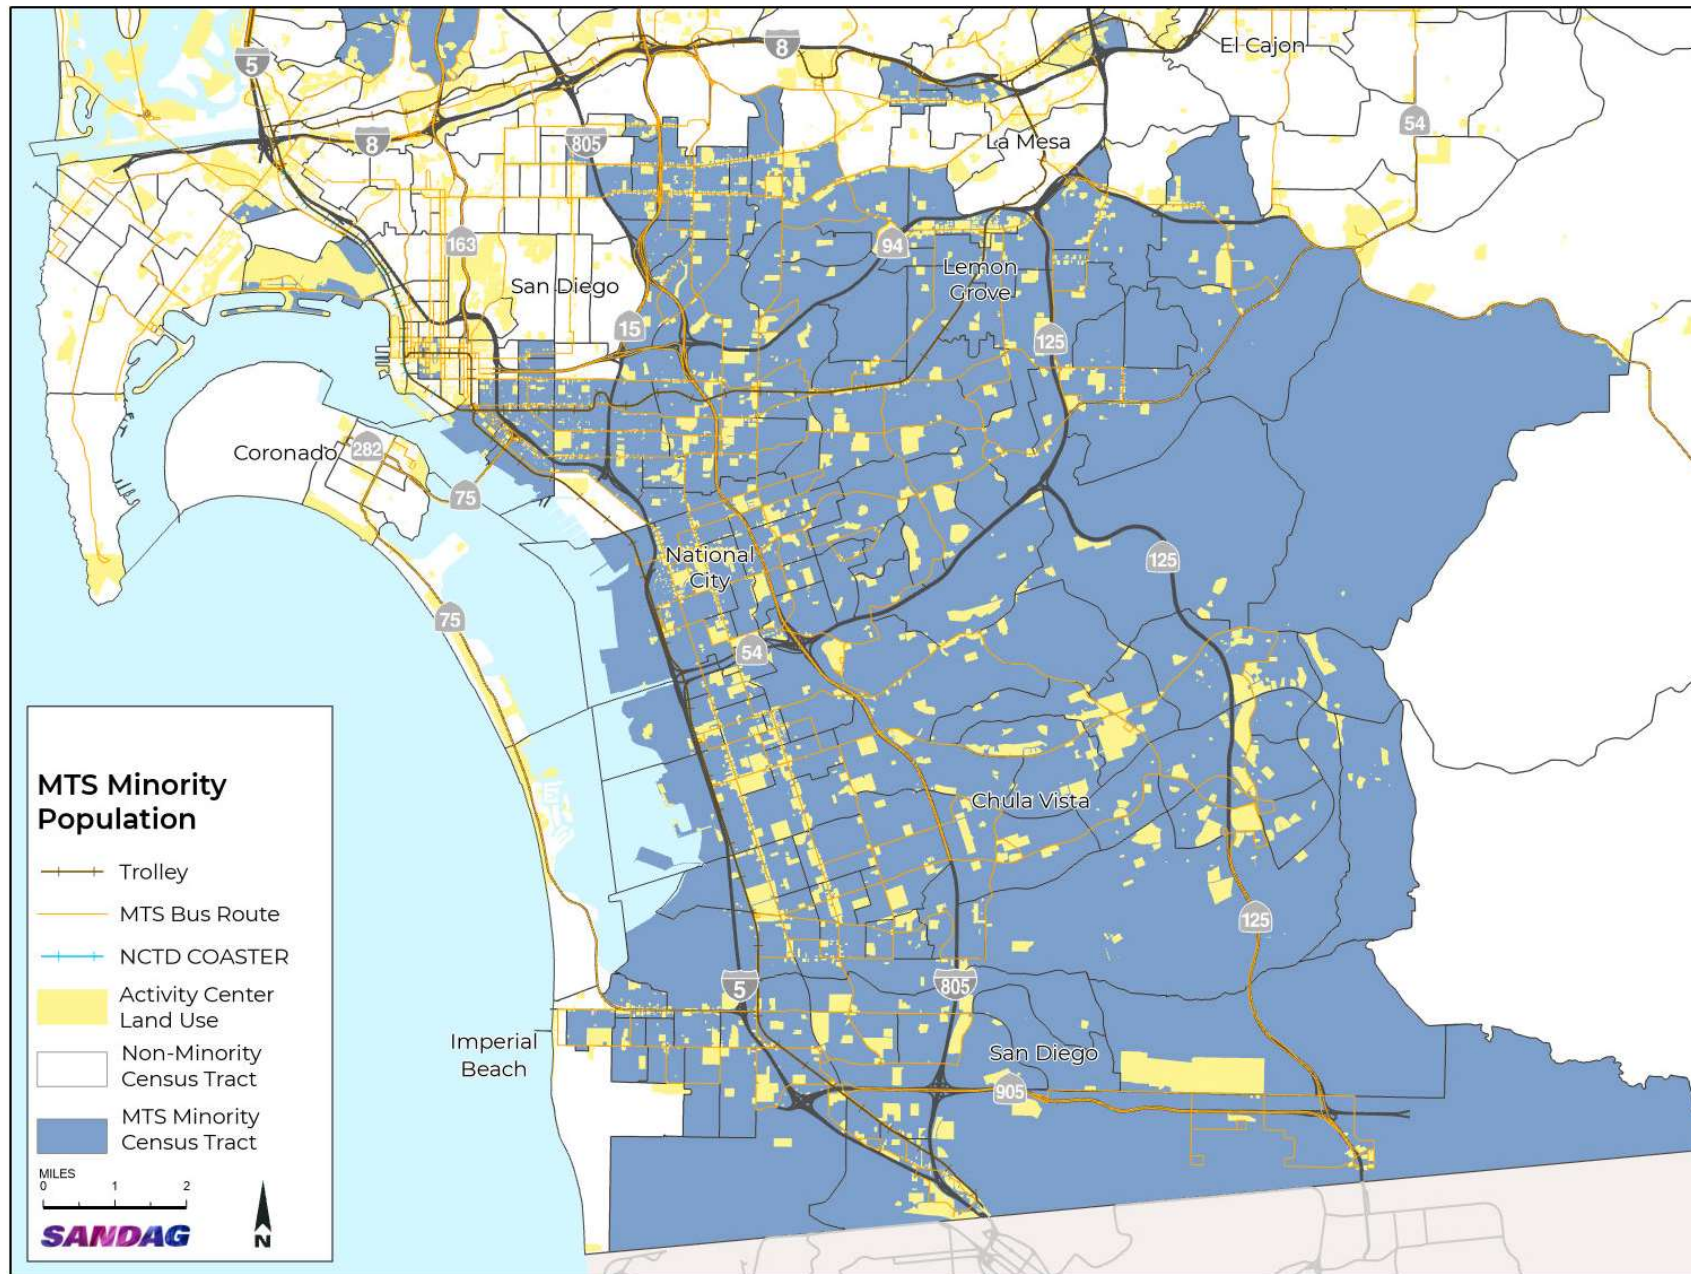 El Cajon
8
5
54
8
805
La Mesa
163
94
Lemon
Grove
San Diego
15
125
Coronado
282
75
National
City
125
75
54
Chula Vista
125
5
805
Imperial
Beach
San Diego
905
MTS Minority
Population
Trolley
MTS Bus Route
NCTD COASTER
Activity Center
Land Use
Non-Minority
Census Tract
MTS Minority
Census Tract
MILES
0 1 2
SANDAG
N